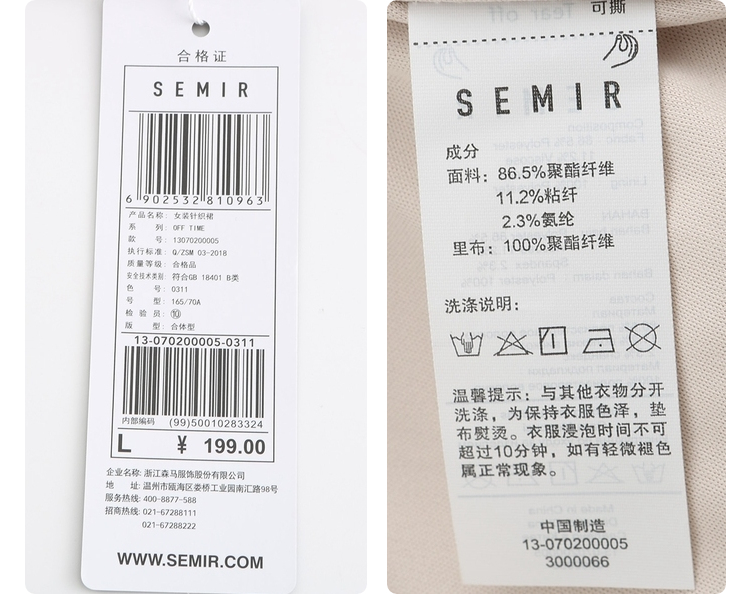 合格证
SEMIR
6 902532 810963
产品名称: 女装针织裙
系 列: OFF TIME
款 号: 13070200005
执行标准: Q/ZSM 03-2018
质量等级: 合格品
安全技术类别: 符合GB 18401 B类
色 号: 0311
号 型: 165/70A
检 验 员: ⑩
版 型: 合体型
13-070200005-0311
内部编码 (99)50010283324
L ¥ 199.00
企业名称: 浙江森马服饰股份有限公司
地 址: 温州市瓯海区娄桥工业园南汇路98号
服务热线: 400-8877-588
招商热线: 021-67288111
021-67288222
WWW.SEMIR.COM
Tear off
可撕
SEMIR
成分
面料: 86.5%聚酯纤维
11.2%粘纤
2.3%氨纶
里布: 100%聚酯纤维
洗涤说明:
温馨提示: 与其他衣物分开
洗涤, 为保持衣服色泽, 垫
布熨烫。衣服浸泡时间不可
超过10分钟, 如有轻微褪色
属正常现象。
中国制造
13-070200005
3000066